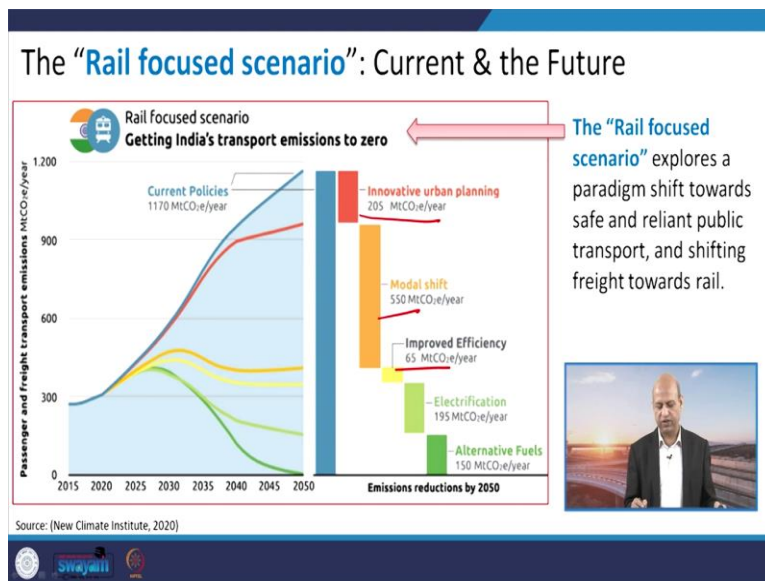 The “Rail focused scenario”: Current & the Future
Rail focused scenario
Getting India's transport emissions to zero
Passenger and freight transport emissions MtCO₂e/year
1.200
900
600
300
0
2015 2020 2025 2030 2035 2040 2045 2050
Current Policies
1170 MtCO₂e/year
Innovative urban planning
205 MtCO₂e/year
Modal shift
550 MtCO₂e/year
Improved Efficiency
65 MtCO₂e/year
Electrification
195 MtCO₂e/year
Alternative Fuels
150 MtCO₂e/year
Emissions reductions by 2050
The “Rail focused
scenario” explores a
paradigm shift towards
safe and reliant public
transport, and shifting
freight towards rail.
Source: (New Climate Institute, 2020)
swayam